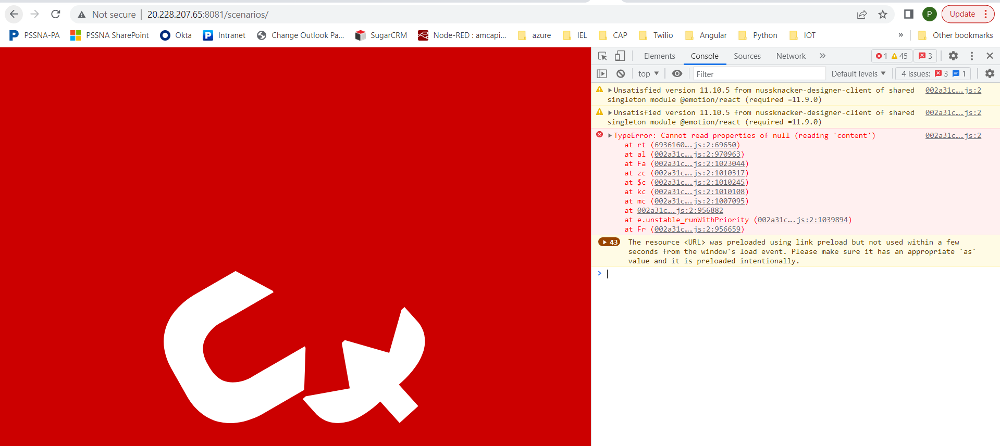 Not secure | 20.228.207.65:8081/scenarios/
P
Update
PSSNA-PA
PSSNA SharePoint
Okta
Intranet
Change Outlook Pa...
SugarCRM
Node-RED : amcapi...
azure
IEL
CAP
Twilio
Angular
Python
IOT
»
Other bookmarks
Elements
Console
Sources
Network
»
1
45
3
top
Filter
Default levels
4 Issues:
3
1
Unsatisfied version 11.10.5 from nussknacker-designer-client of shared
002a31c….js:2
singleton module @emotion/react (required =11.9.0)
Unsatisfied version 11.10.5 from nussknacker-designer-client of shared
002a31c….js:2
singleton module @emotion/react (required =11.9.0)
TypeError: Cannot read properties of null (reading 'content')
002a31c….js:2
at rt (6936160….js:2:69650)
at al (002a31c….js:2:970963)
at Fa (002a31c….js:2:1023044)
at zc (002a31c….js:2:1010317)
at $c (002a31c….js:2:1010245)
at kc (002a31c….js:2:1010108)
at mc (002a31c….js:2:1007095)
at 002a31c….js:2:956882
at e.unstable_runWithPriority (002a31c….js:2:1039894)
at Fr (002a31c….js:2:956659)
43
The resource <URL> was preloaded using link preload but not used within a few
seconds from the window's load event. Please make sure it has an appropriate `as`
value and it is preloaded intentionally.
>